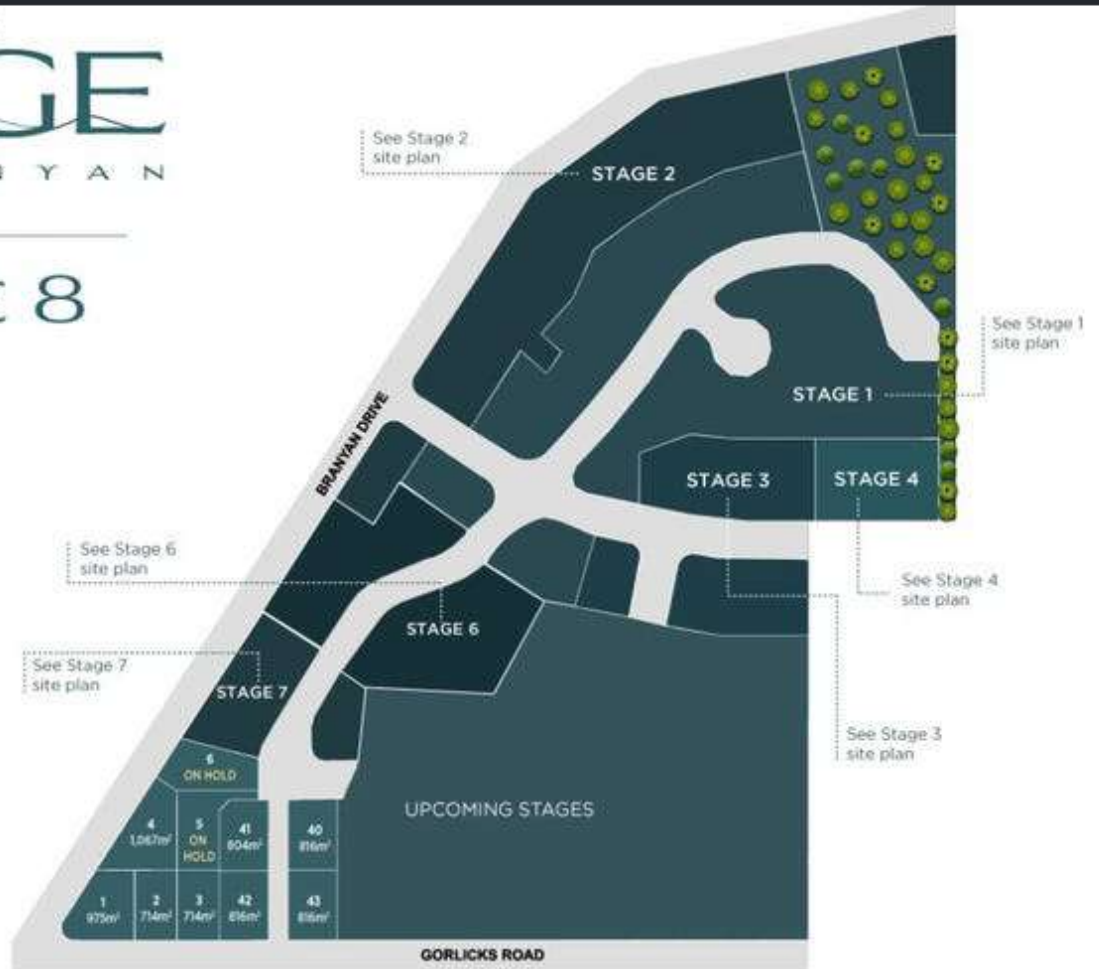 GE
NYAN
8
See Stage 2
site plan
STAGE 2
See Stage 1
site plan
STAGE 1
BRANYAN DRIVE
STAGE 3
STAGE 4
See Stage 6
site plan
See Stage 4
site plan
STAGE 6
See Stage 7
site plan
STAGE 7
See Stage 3
site plan
6
ON HOLD
UPCOMING STAGES
4
1,067m²
5
ON
HOLD
41
804m²
40
816m²
1
975m²
2
714m²
3
714m²
42
816m²
43
816m²
GORLICKS ROAD